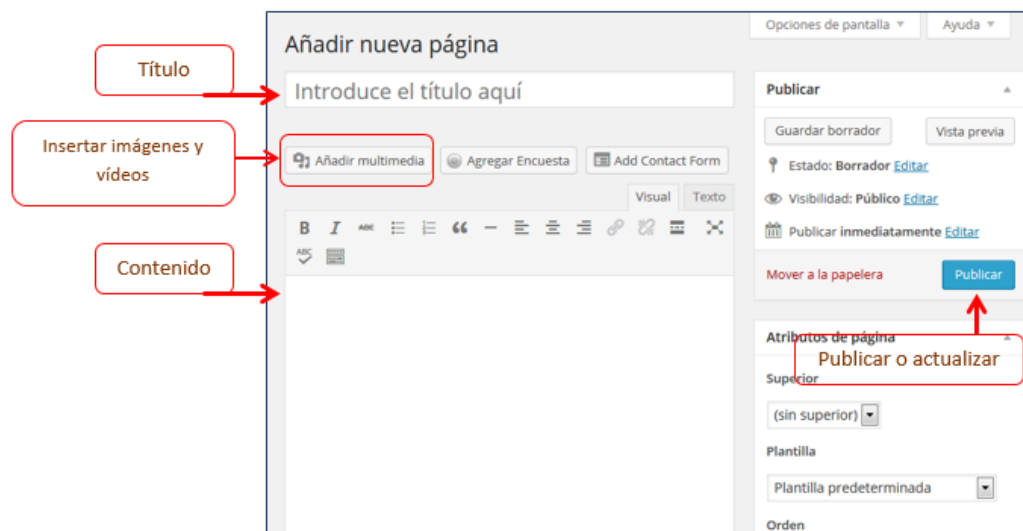 Opciones de pantalla
Ayuda
Añadir nueva página
Título
Introduce el título aquí
Publicar
Insertar imágenes y
vídeos
Añadir multimedia
Agregar Encuesta
Add Contact Form
Guardar borrador
Vista previa
Estado: Borrador Editar
Visual
Texto
Visibilidad: Público Editar
B I ABC
Publicar inmediatamente Editar
ABC
Contenido
Mover a la papelera
Publicar
Atributos de página
Publicar o actualizar
Superior
(sin superior)
Plantilla
Plantilla predeterminada
Orden